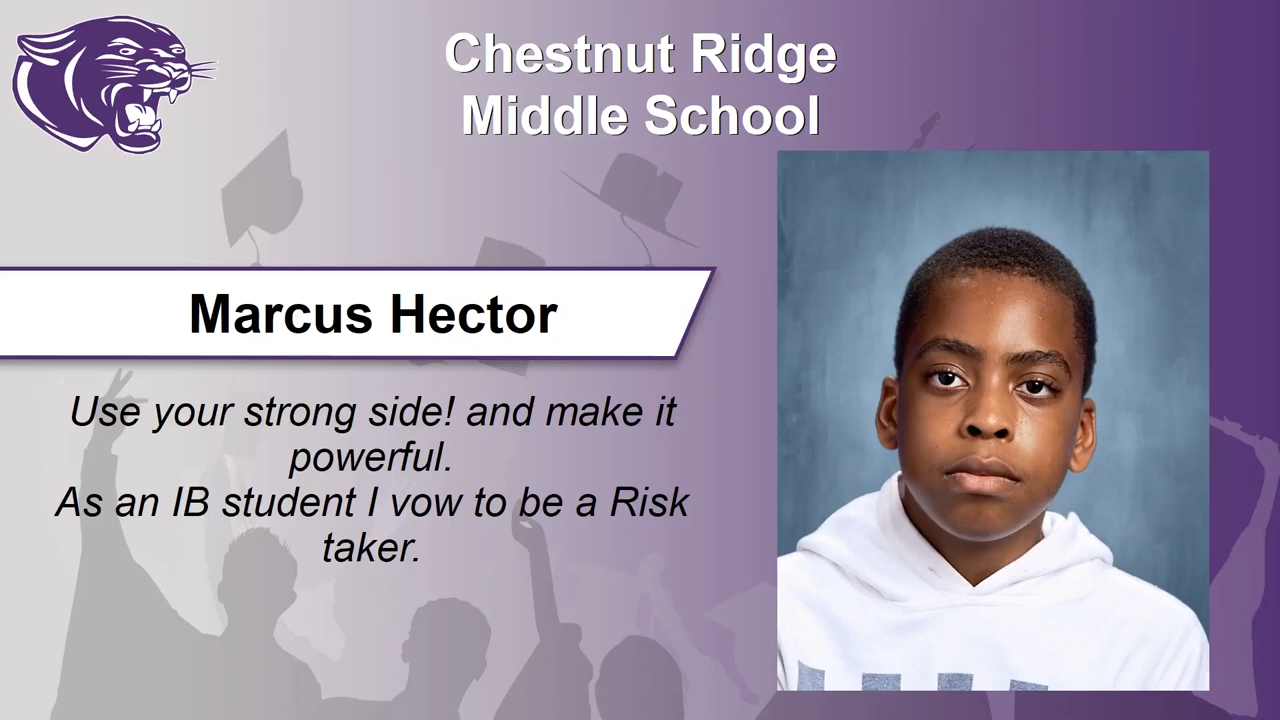 Chestnut Ridge
Middle School
Marcus Hector
Use your strong side! and make it
powerful.
As an IB student I vow to be a Risk
taker.